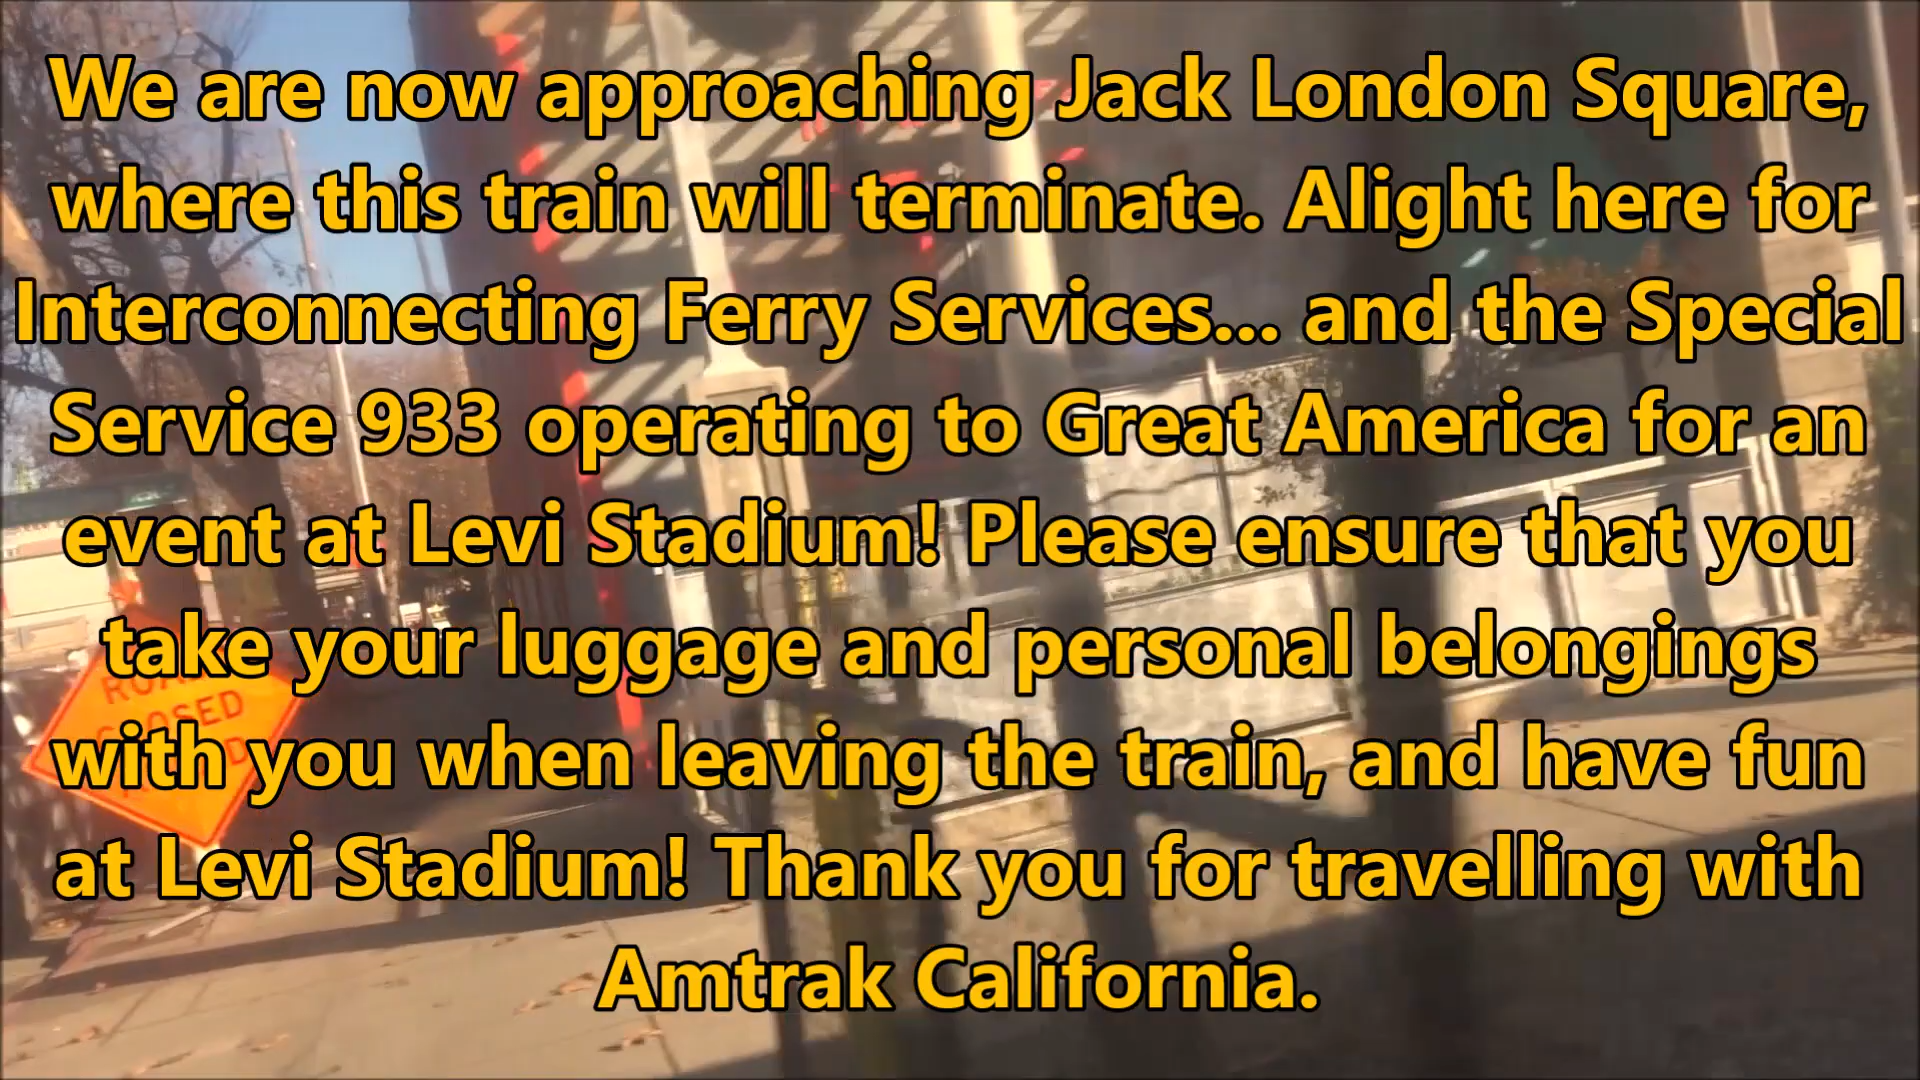 We are now approaching Jack London Square,
where this train will terminate. Alight here for
Interconnecting Ferry Services... and the Special
Service 933 operating to Great America for an
event at Levi Stadium! Please ensure that you
take your luggage and personal belongings
with you when leaving the train, and have fun
at Levi Stadium! Thank you for travelling with
Amtrak California.